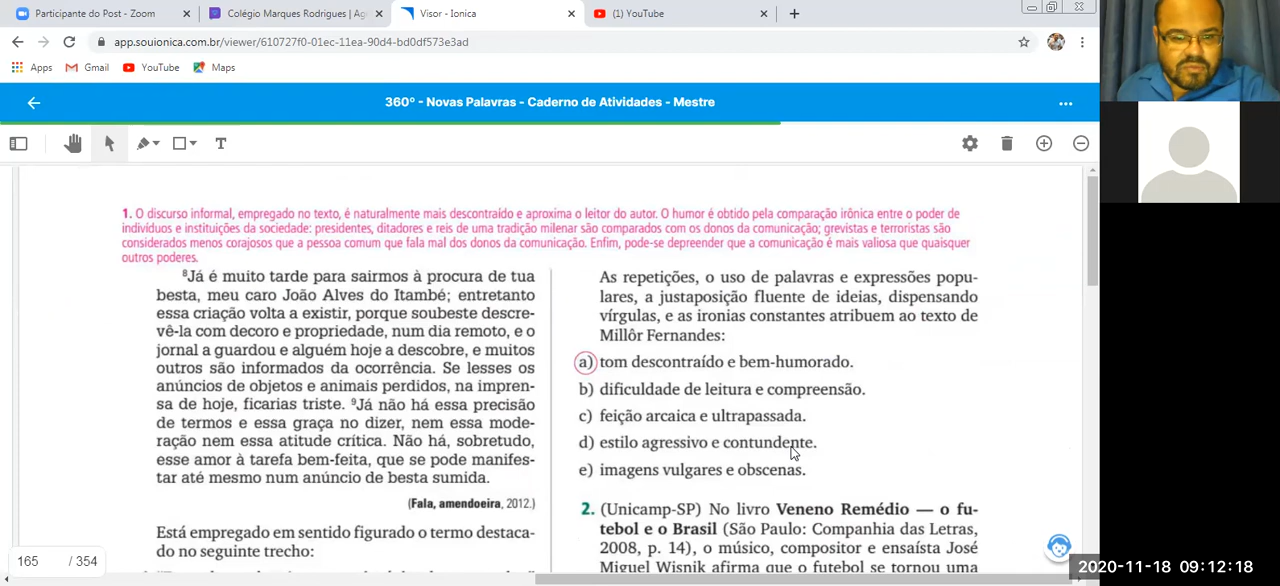 Participante do Post - Zoom
Colégio Marques Rodrigues | Ag
Visor - Ionica
YouTube
app.souionica.com.br/viewer/610727f0-01ec-11ea-90d4-bd0df573e3ad
Apps
Gmail
YouTube
Maps
360º - Novas Palavras - Caderno de Atividades - Mestre
1. O discurso informal, empregado no texto, é naturalmente mais descontraído e aproxima o leitor do autor. O humor é obtido pela comparação irônica entre o poder de
indivíduos e instituições da sociedade: presidentes, ditadores e reis de uma tradição milenar são comparados com os donos da comunicação; grevistas e terroristas são
considerados menos corajosos que a pessoa comum que fala mal dos donos da comunicação. Enfim, pode-se depreender que a comunicação é mais valiosa que quaisquer
outros poderes.
⁸Já é muito tarde para sairmos à procura de tua
besta, meu caro João Alves do Itambé; entretanto
essa criação volta a existir, porque soubeste descre-
vê-la com decoro e propriedade, num dia remoto, e o
jornal a guardou e alguém hoje a descobre, e muitos
outros são informados da ocorrência. Se lesses os
anúncios de objetos e animais perdidos, na impren-
sa de hoje, ficarias triste. ⁹Já não há essa precisão
de termos e essa graça no dizer, nem essa mode-
ração nem essa atitude crítica. Não há, sobretudo,
esse amor à tarefa bem-feita, que se pode manifes-
tar até mesmo num anúncio de besta sumida.
(Fala, amendoeira, 2012.)
Está empregado em sentido figurado o termo destaca-
do no seguinte trecho:
As repetições, o uso de palavras e expressões popu-
lares, a justaposição fluente de ideias, dispensando
vírgulas, e as ironias constantes atribuem ao texto de
Millôr Fernandes:
a) tom descontraído e bem-humorado.
b) dificuldade de leitura e compreensão.
c) feição arcaica e ultrapassada.
d) estilo agressivo e contundente.
e) imagens vulgares e obscenas.
2. (Unicamp-SP) No livro Veneno Remédio — o fu-
tebol e o Brasil (São Paulo: Companhia das Letras,
2008, p. 14), o músico, compositor e ensaísta José
Miguel Wisnik afirma que o futebol se tornou uma
165 / 354
2020-11-18 09:12:18